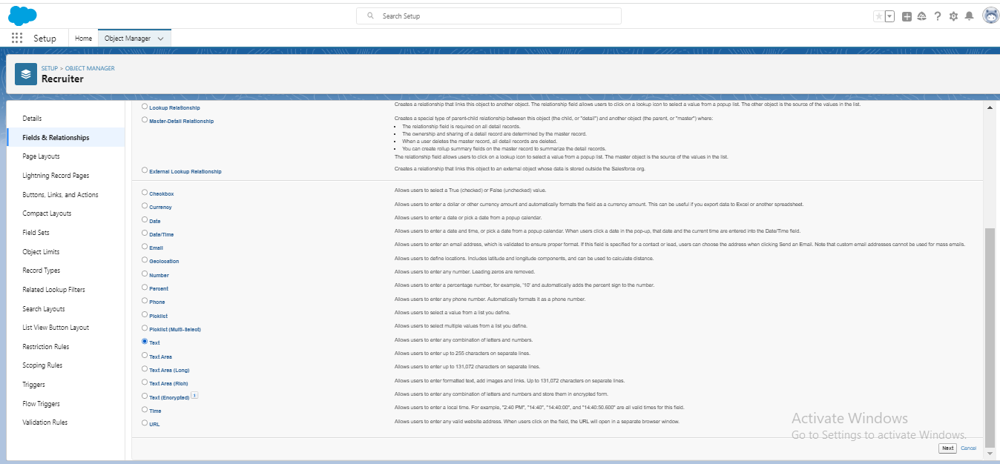 Search Setup
Setup
Home
Object Manager
SETUP > OBJECT MANAGER
Recruiter
Details
Fields & Relationships
Page Layouts
Lightning Record Pages
Buttons, Links, and Actions
Compact Layouts
Field Sets
Object Limits
Record Types
Related Lookup Filters
Search Layouts
List View Button Layout
Restriction Rules
Scoping Rules
Triggers
Flow Triggers
Validation Rules
Lookup Relationship Creates a relationship that links this object to another object. The relationship field allows users to click on a lookup icon to select a value from a popup list. The other object is the source of the values in the list.
Master-Detail Relationship Creates a special type of parent-child relationship between this object (the child, or "detail") and another object (the parent, or "master") where:
• The relationship field is required on all detail records.
• The ownership and sharing of a detail record are determined by the master record.
• When a user deletes the master record, all detail records are deleted.
• You can create rollup summary fields on the master record to summarize the detail records.
The relationship field allows users to click on a lookup icon to select a value from a popup list. The master object is the source of the values in the list.
External Lookup Relationship Creates a relationship that links this object to an external object whose data is stored outside the Salesforce org.
Checkbox Allows users to select a True (checked) or False (unchecked) value.
Currency Allows users to enter a dollar or other currency amount and automatically formats the field as a currency amount. This can be useful if you export data to Excel or another spreadsheet.
Date Allows users to enter a date or pick a date from a popup calendar.
Date/Time Allows users to enter a date and time, or pick a date from a popup calendar. When users click a date in the pop-up, that date and the current time are entered into the Date/Time field.
Email Allows users to enter an email address, which is validated to ensure proper format. If this field is specified for a contact or lead, users can choose the address when clicking Send an Email. Note that custom email addresses cannot be used for mass emails.
Geolocation Allows users to define locations. Includes latitude and longitude components, and can be used to calculate distance.
Number Allows users to enter any number. Leading zeros are removed.
Percent Allows users to enter a percentage number, for example, '10' and automatically adds the percent sign to the number.
Phone Allows users to enter any phone number. Automatically formats it as a phone number.
Picklist Allows users to select a value from a list you define.
Picklist (Multi-Select) Allows users to select multiple values from a list you define.
Text Allows users to enter any combination of letters and numbers.
Text Area Allows users to enter up to 255 characters on separate lines.
Text Area (Long) Allows users to enter up to 131,072 characters on separate lines.
Text Area (Rich) Allows users to enter formatted text, add images and links. Up to 131,072 characters on separate lines.
Text (Encrypted) i Allows users to enter any combination of letters and numbers and store them in encrypted form.
Time Allows users to enter a local time. For example, "2:40 PM", "14:40", "14:40:00", and "14:40:50.600" are all valid times for this field.
URL Allows users to enter any valid website address. When users click on the field, the URL will open in a separate browser window.
Activate Windows
Go to Settings to activate Windows.
Next Cancel